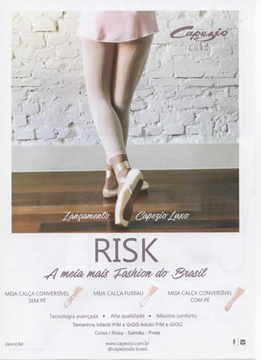 Capezio
LUXO
Lançamento Capezio Luxo
RISK
A meia mais Fashion do Brasil
MEIA CALÇA CONVERSÍVEL SEM PÉ
MEIA CALÇA FUSEAU
MEIA CALÇA CONVERSÍVEL COM PÉ
Tecnologia avançada • Alta qualidade • Máximo conforto
Tamanhos Infantil P/M e G/GG Adulto P/M e G/GG
Cores: Rosa - Salmão - Preta
www.capezio.com.br
@capeziobr brasil